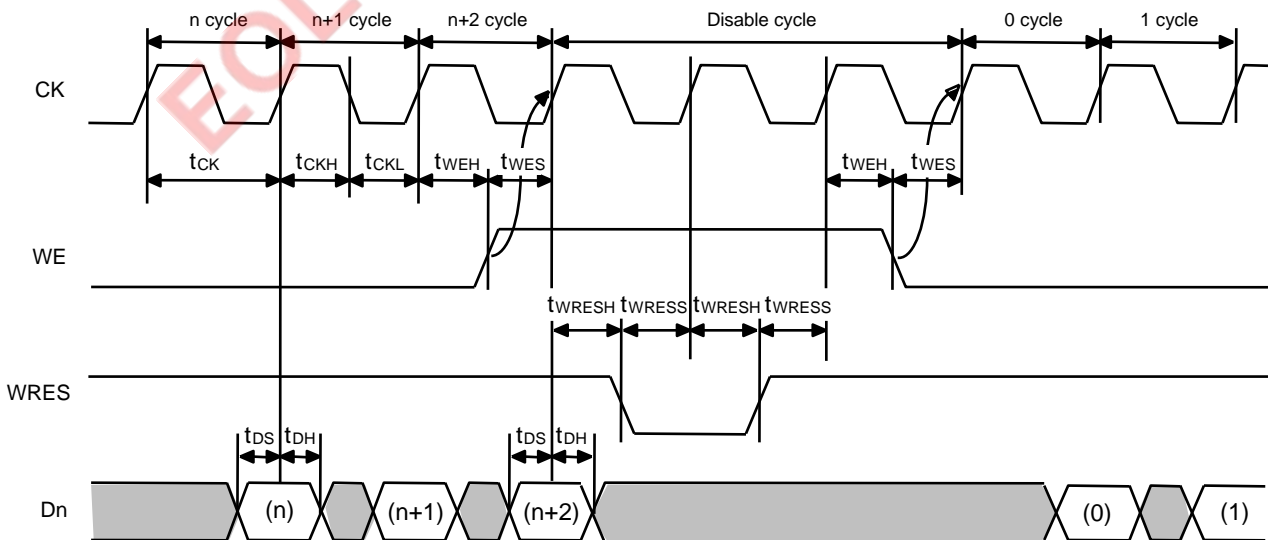 EOL
n cycle n+1 cycle n+2 cycle Disable cycle 0 cycle 1 cycle
CK
tCK tCKH tCKL tWEH tWES tWEH tWES
WE
tWRESH tWRESS tWRESH tWRESS
WRES
tDS tDH tDS tDH
Dn (n) (n+1) (n+2) (0) (1)